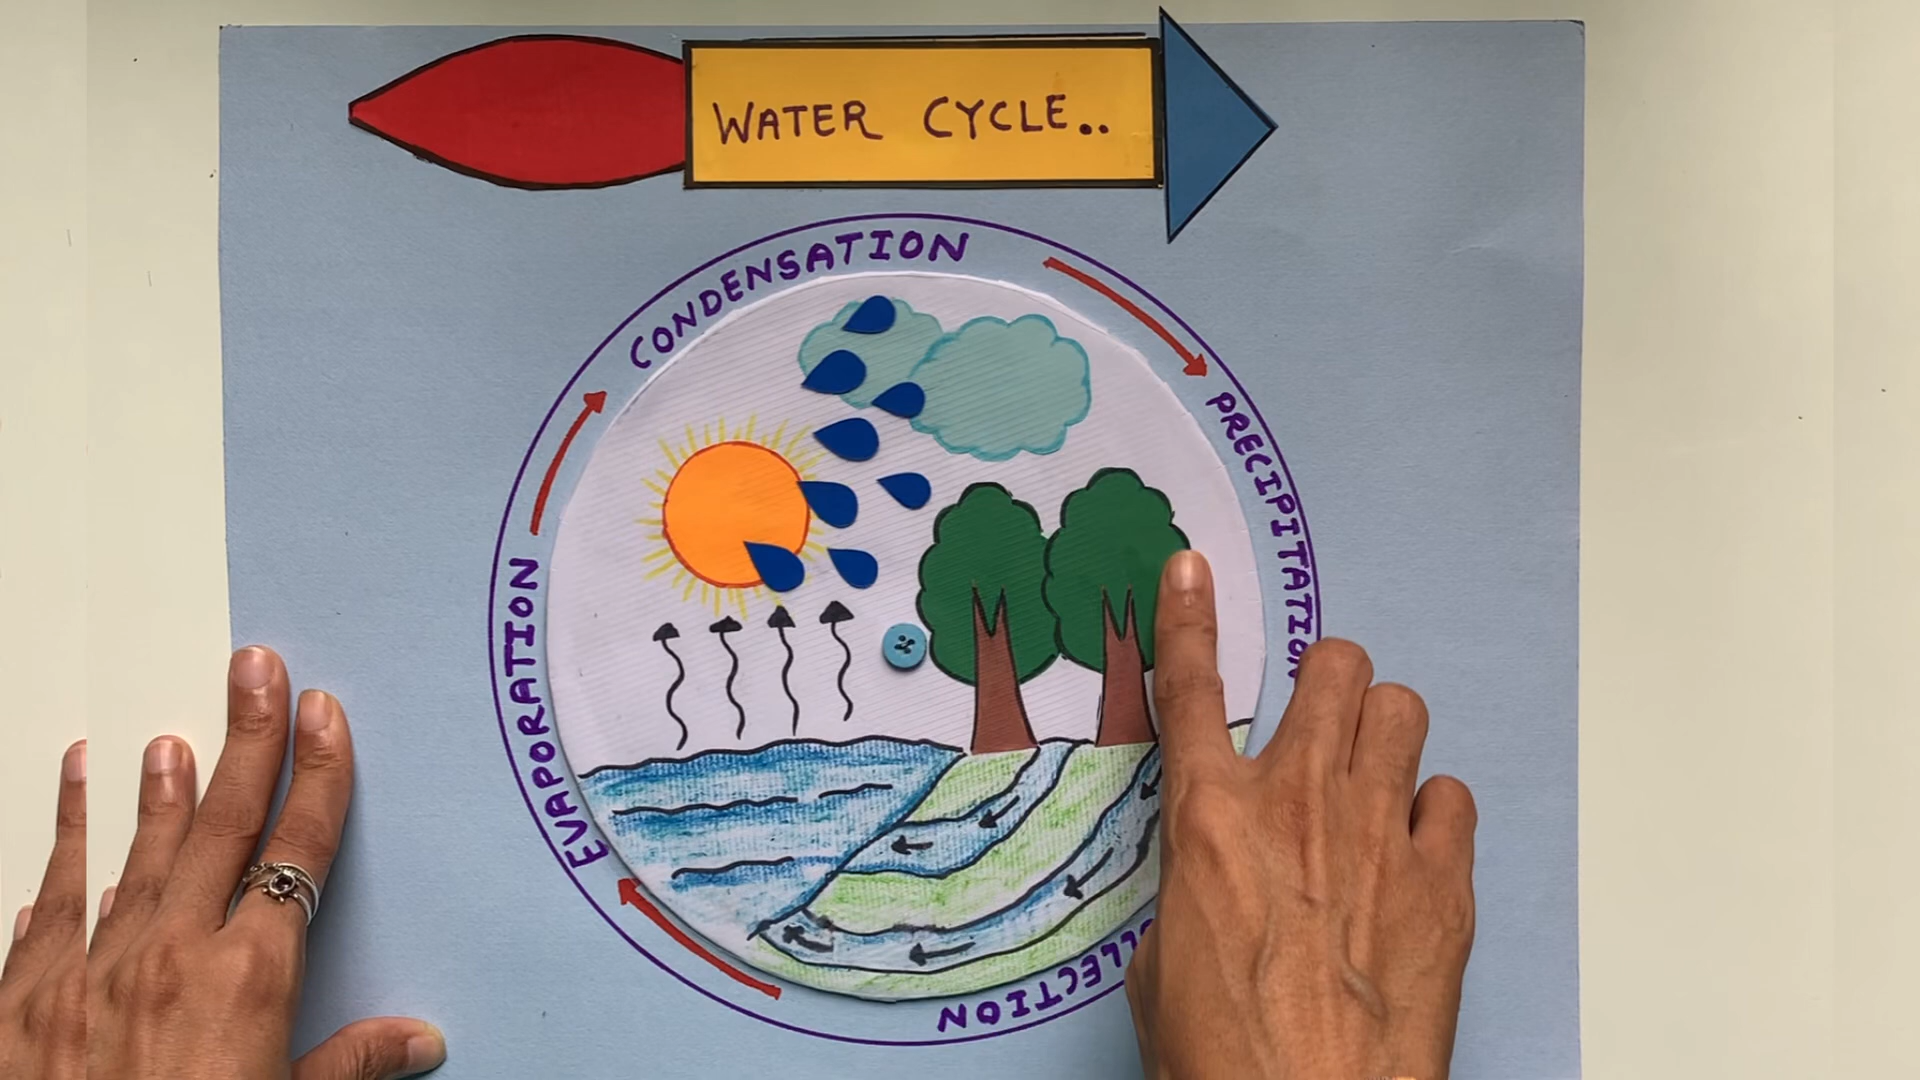 WATER CYCLE..
CONDENSATION
PRECIPITATION
EVAPORATION